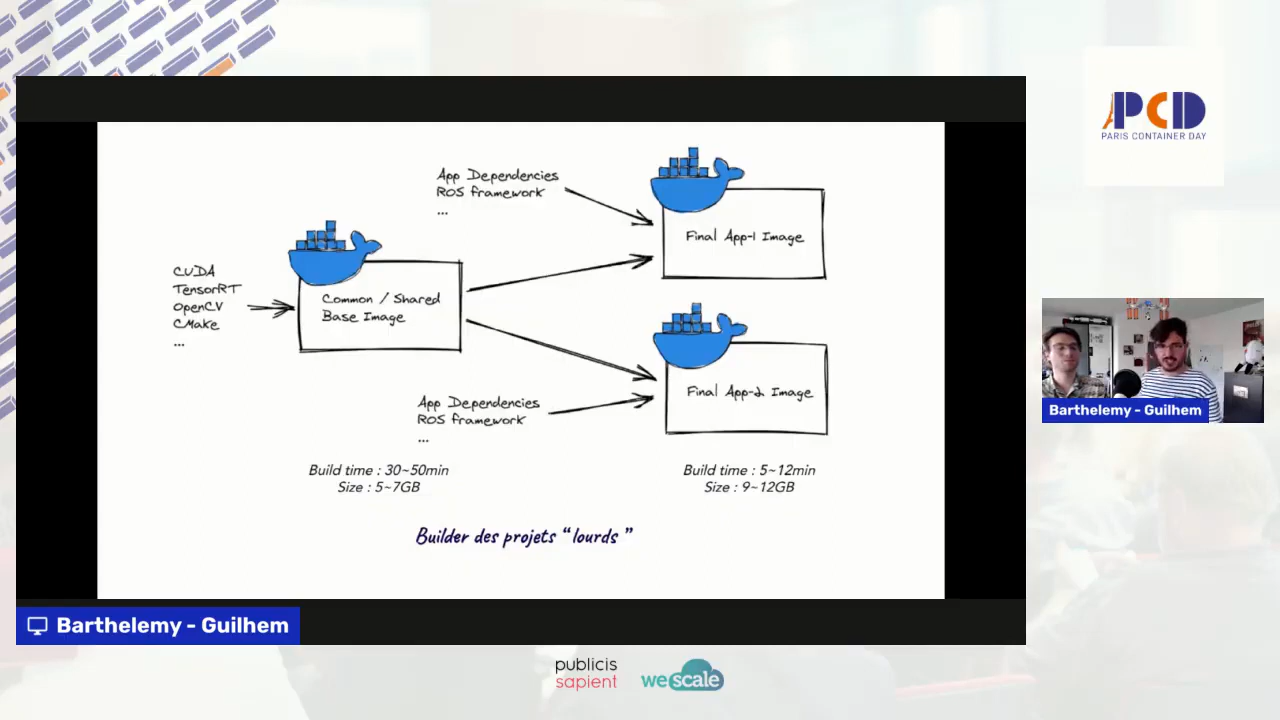 PCD
PARIS CONTAINER DAY
App Dependencies
ROS framework
...
Final App-1 Image
CUDA
TensorRT
OpenCV
CMake
...
Common / Shared
Base Image
Final App-2 Image
App Dependencies
ROS framework
...
Build time : 30~50min
Size : 5~7GB
Build time : 5~12min
Size : 9~12GB
Builder des projets “lourds”
Barthelemy - Guilhem
Barthelemy - Guilhem
publicis
sapient
wescale